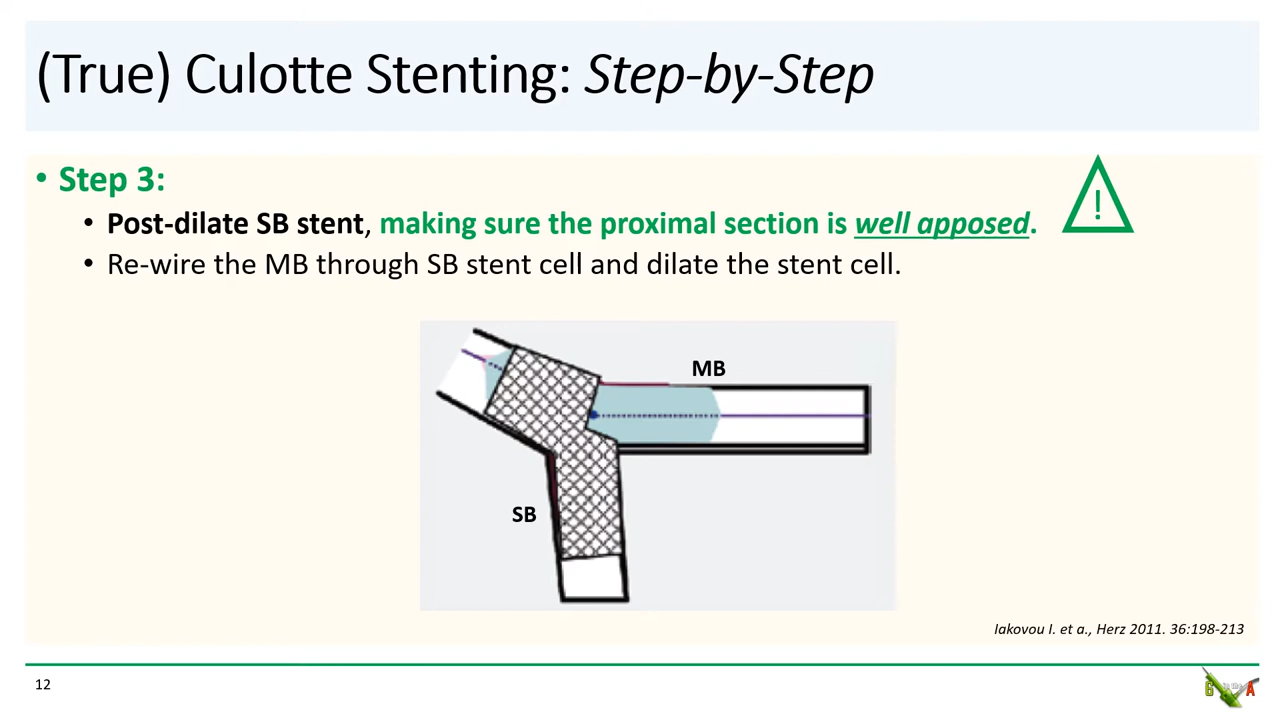 (True) Culotte Stenting: Step-by-Step
• Step 3:
• Post-dilate SB stent, making sure the proximal section is well apposed.
!
• Re-wire the MB through SB stent cell and dilate the stent cell.
MB
SB
Iakovou I. et a., Herz 2011. 36:198-213
12
G in the A